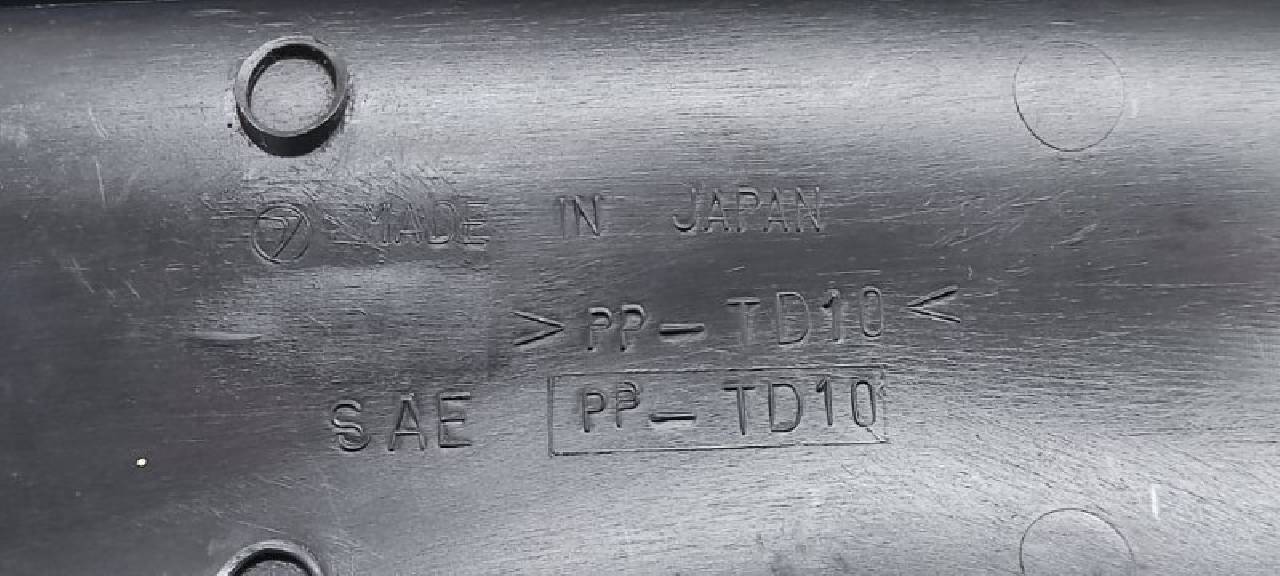 MADE IN JAPAN
>PP-TD10<
SAE PP-TD10